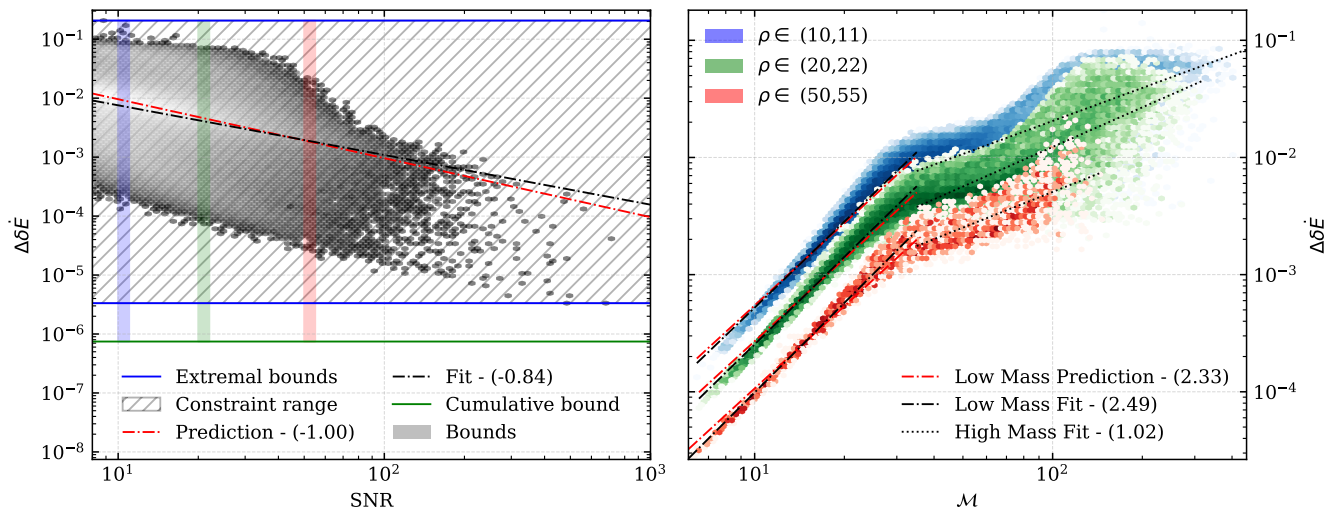 10⁻¹
10⁻²
10⁻³
10⁻⁴
10⁻⁵
10⁻⁶
10⁻⁷
10⁻⁸
ΔδĖ
10¹
10²
10³
SNR
Extremal bounds
Constraint range
Prediction - (-1.00)
Fit - (-0.84)
Cumulative bound
Bounds
ρ ∈ (10,11)
ρ ∈ (20,22)
ρ ∈ (50,55)
Low Mass Prediction - (2.33)
Low Mass Fit - (2.49)
High Mass Fit - (1.02)
10¹
10²
ℳ
10⁻¹
10⁻²
10⁻³
10⁻⁴
ΔδĖ